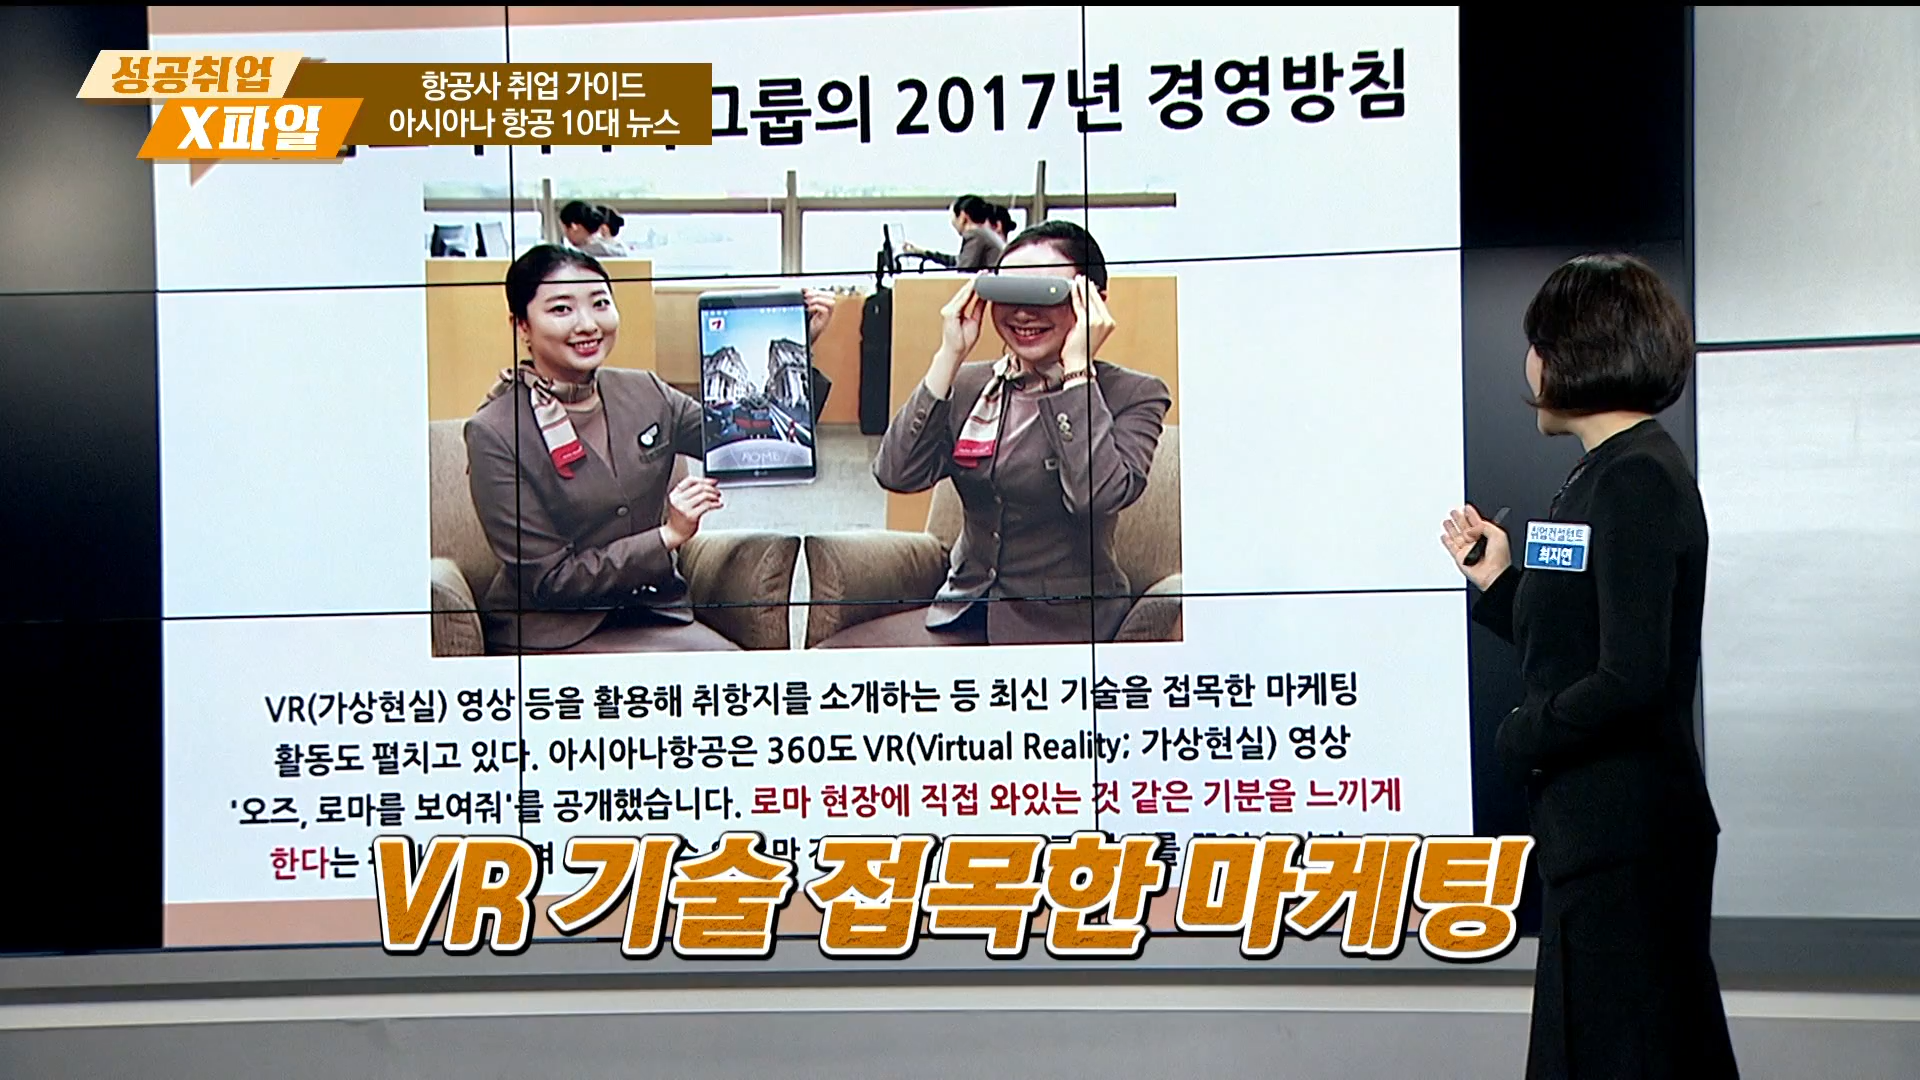 성공취업
X파일
항공사 취업 가이드
아시아나 항공 10대 뉴스
그룹의 2017년 경영방침
ROME
취업컨설턴트
최지연
VR(가상현실) 영상 등을 활용해 취항지를 소개하는 등 최신 기술을 접목한 마케팅
활동도 펼치고 있다. 아시아나항공은 360도 VR(Virtual Reality; 가상현실) 영상
'오즈, 로마를 보여줘'를 공개했습니다. 로마 현장에 직접 와있는 것 같은 기분을 느끼게
한다는
VR 기술 접목한 마케팅